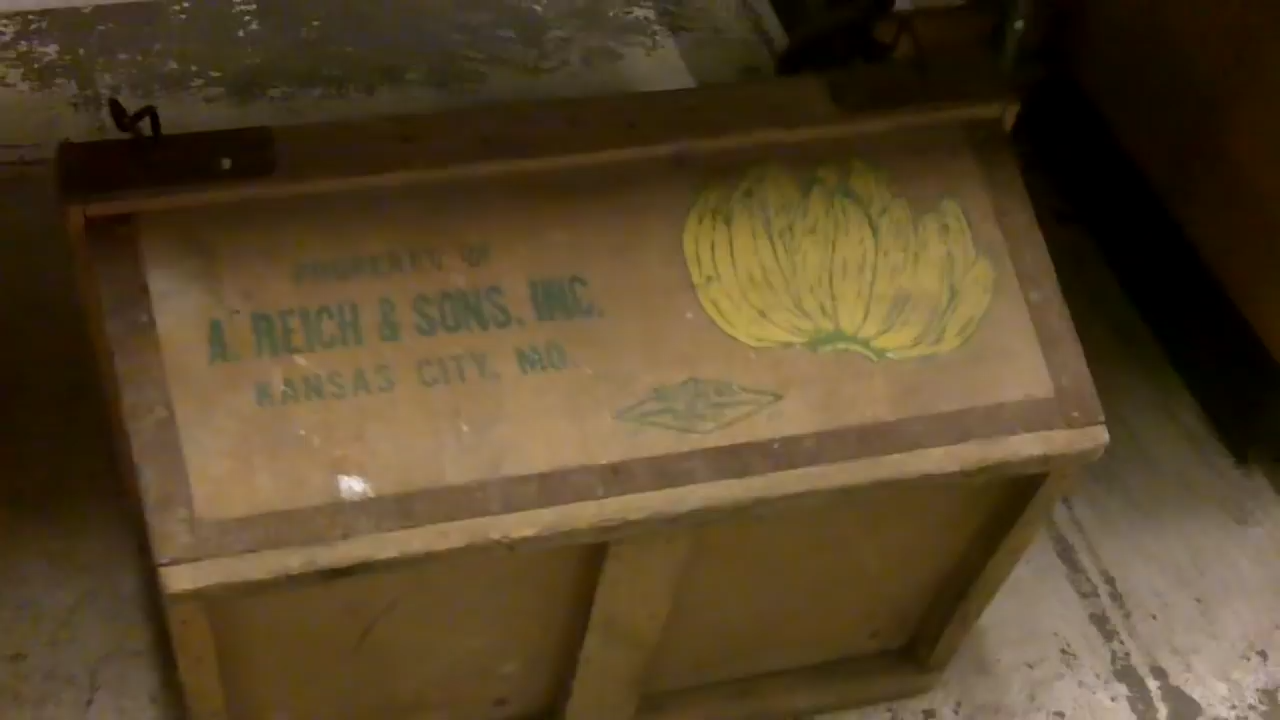 PROPERTY OF
A. REICH & SONS, INC.
KANSAS CITY, MO.